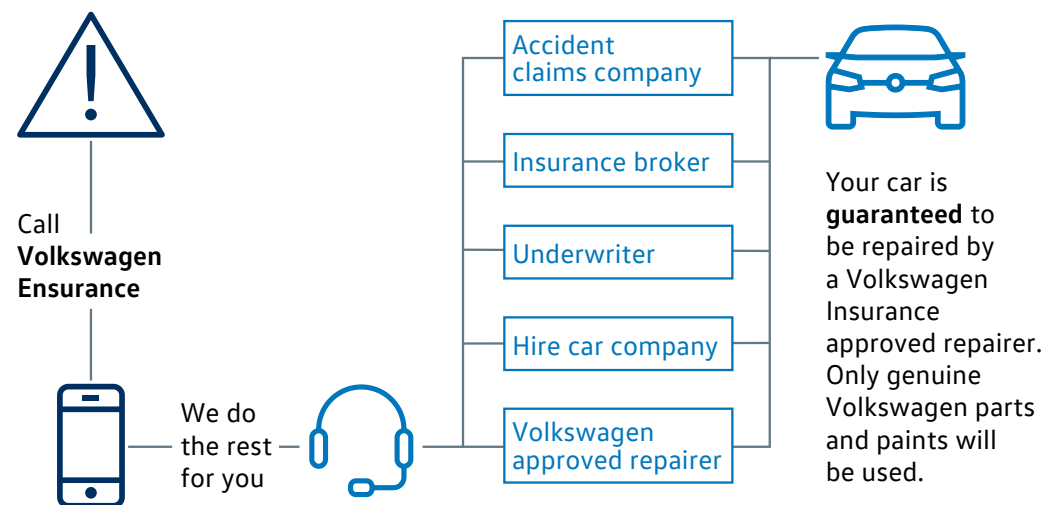 Call
Volkswagen
Ensurance
We do
the rest
for you
Accident
claims company
Insurance broker
Underwriter
Hire car company
Volkswagen
approved repairer
Your car is
guaranteed to
be repaired by
a Volkswagen
Insurance
approved repairer.
Only genuine
Volkswagen parts
and paints will
be used.